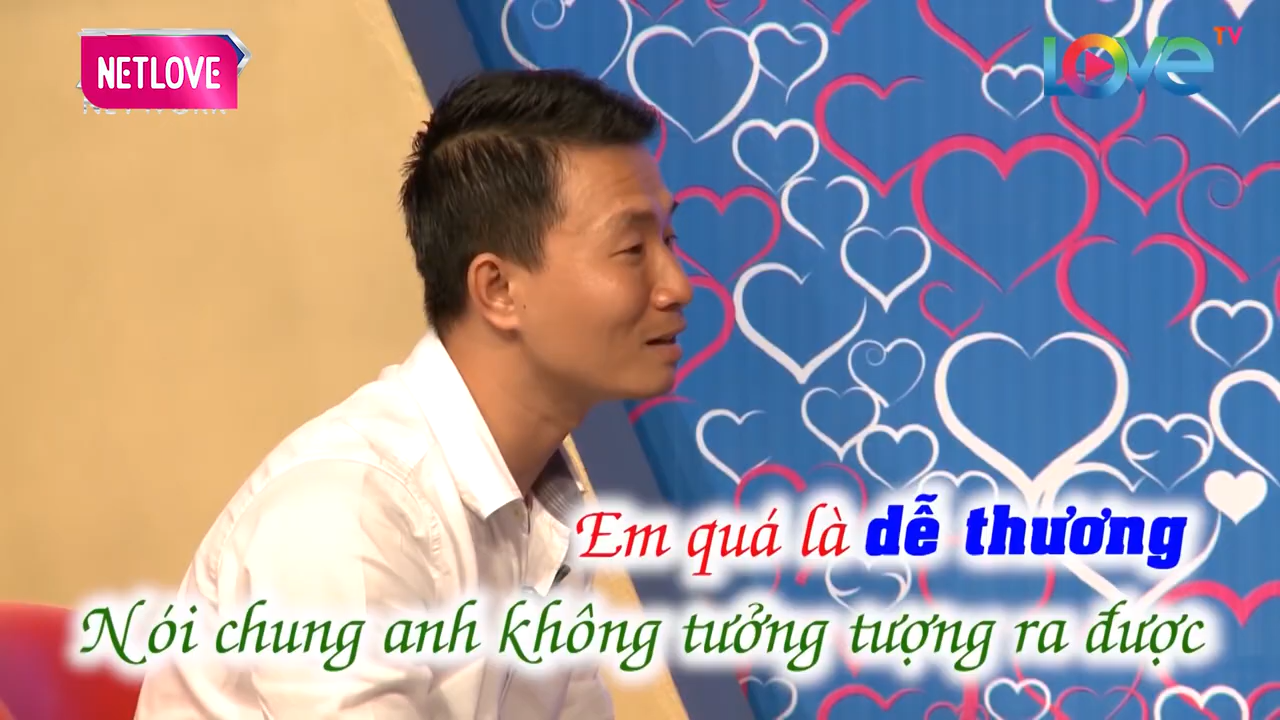 NETLOVE
LOVE TV
Em quá là dễ thương
Nói chung anh không tưởng tượng ra được